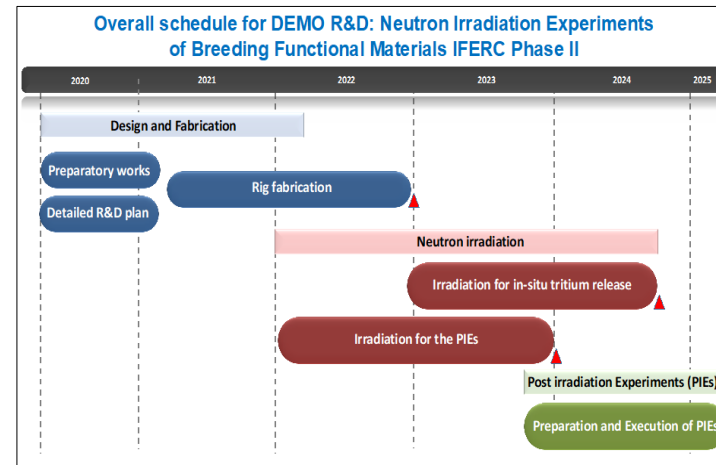 Overall schedule for DEMO R&D: Neutron Irradiation Experiments
of Breeding Functional Materials IFERC Phase II
2020 2021 2022 2023 2024 2025
Design and Fabrication
Preparatory works
Rig fabrication
Detailed R&D plan
Neutron irradiation
Irradiation for in-situ tritium release
Irradiation for the PIEs
Post irradiation Experiments (PIEs)
Preparation and Execution of PIEs